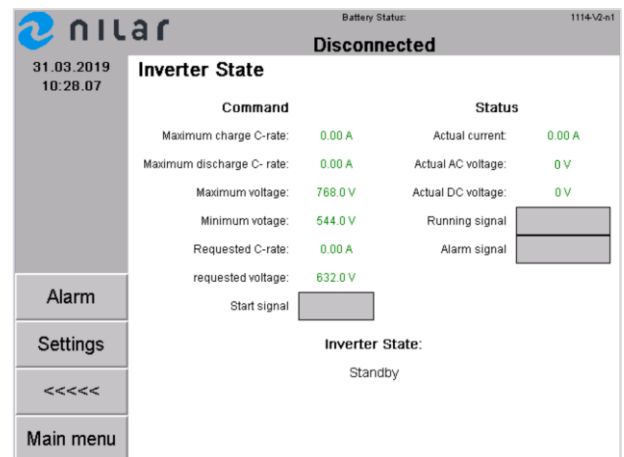 nilar
Battery Status:
1114-V2-n1
Disconnected
31.03.2019
10:28.07
Inverter State
Command
Status
Maximum charge C-rate: 0.00 A
Actual current: 0.00 A
Maximum discharge C- rate: 0.00 A
Actual AC voltage: 0 V
Maximum voltage: 768.0 V
Actual DC voltage: 0 V
Minimum votage: 544.0 V
Running signal
Requested C-rate: 0.00 A
Alarm signal
requested voltage: 632.0 V
Start signal
Inverter State:
Standby
Alarm
Settings
<<<<<
Main menu